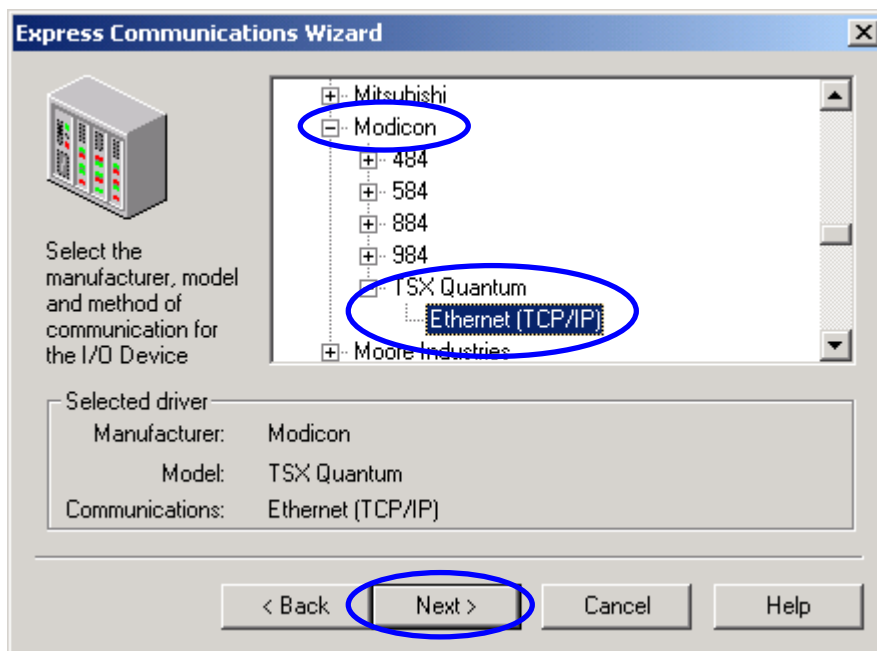 Express Communications Wizard
Mitsubishi
Modicon
484
584
884
984
TSX Quantum
Ethernet (TCP/IP)
Moore Industries
Select the
manufacturer, model
and method of
communication for
the I/O Device
Selected driver
Manufacturer: Modicon
Model: TSX Quantum
Communications: Ethernet (TCP/IP)
< Back Next > Cancel Help